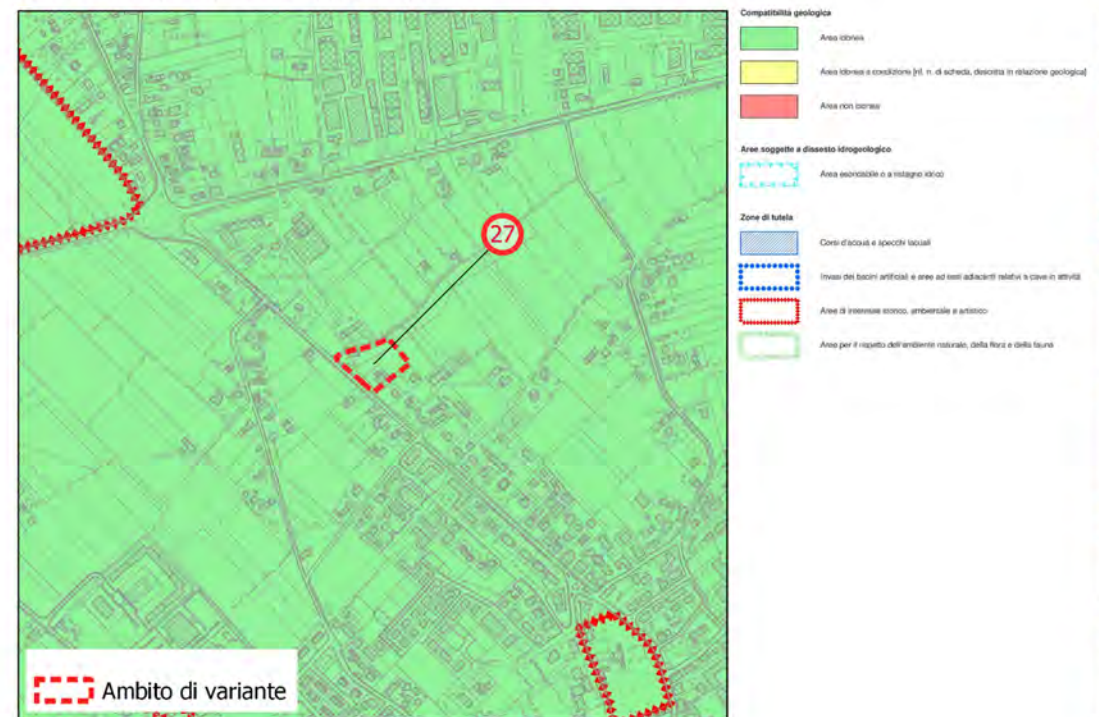 27
Ambito di variante
Compatibilità geologica
Area idonea
Area idonea a condizione [rif. n. di scheda, descritta in relazione geologica]
Area non idonea
Aree soggette a dissesto idrogeologico
Area esondabile o a ristagno idrico
Zone di tutela
Corsi d'acqua e specchi lacuali
Invasi dei bacini artificiali e aree ad essi adiacenti relativi a cave in attività
Aree di interesse storico, ambientale e artistico
Aree per il rispetto dell'ambiente naturale, della flora e della fauna